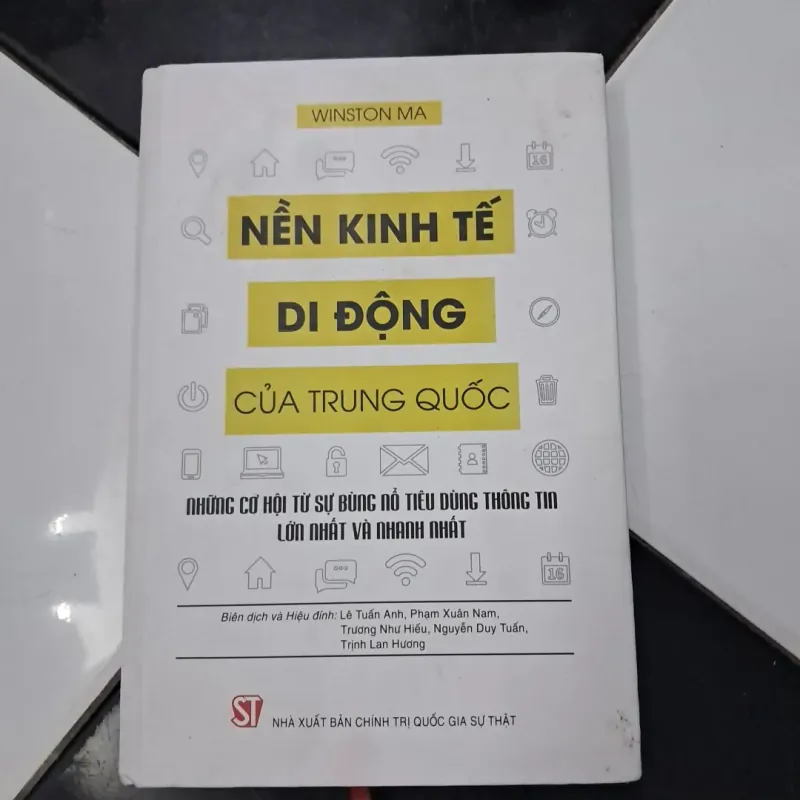 WINSTON MA
16
NỀN KINH TẾ
DI ĐỘNG
CỦA TRUNG QUỐC
NHỮNG CƠ HỘI TỪ SỰ BÙNG NỔ TIÊU DÙNG THÔNG TIN
LỚN NHẤT VÀ NHANH NHẤT
16
Biên dịch và Hiệu đính: Lê Tuấn Anh, Phạm Xuân Nam,
Trương Như Hiếu, Nguyễn Duy Tuấn,
Trịnh Lan Hương
ST NHÀ XUẤT BẢN CHÍNH TRỊ QUỐC GIA SỰ THẬT